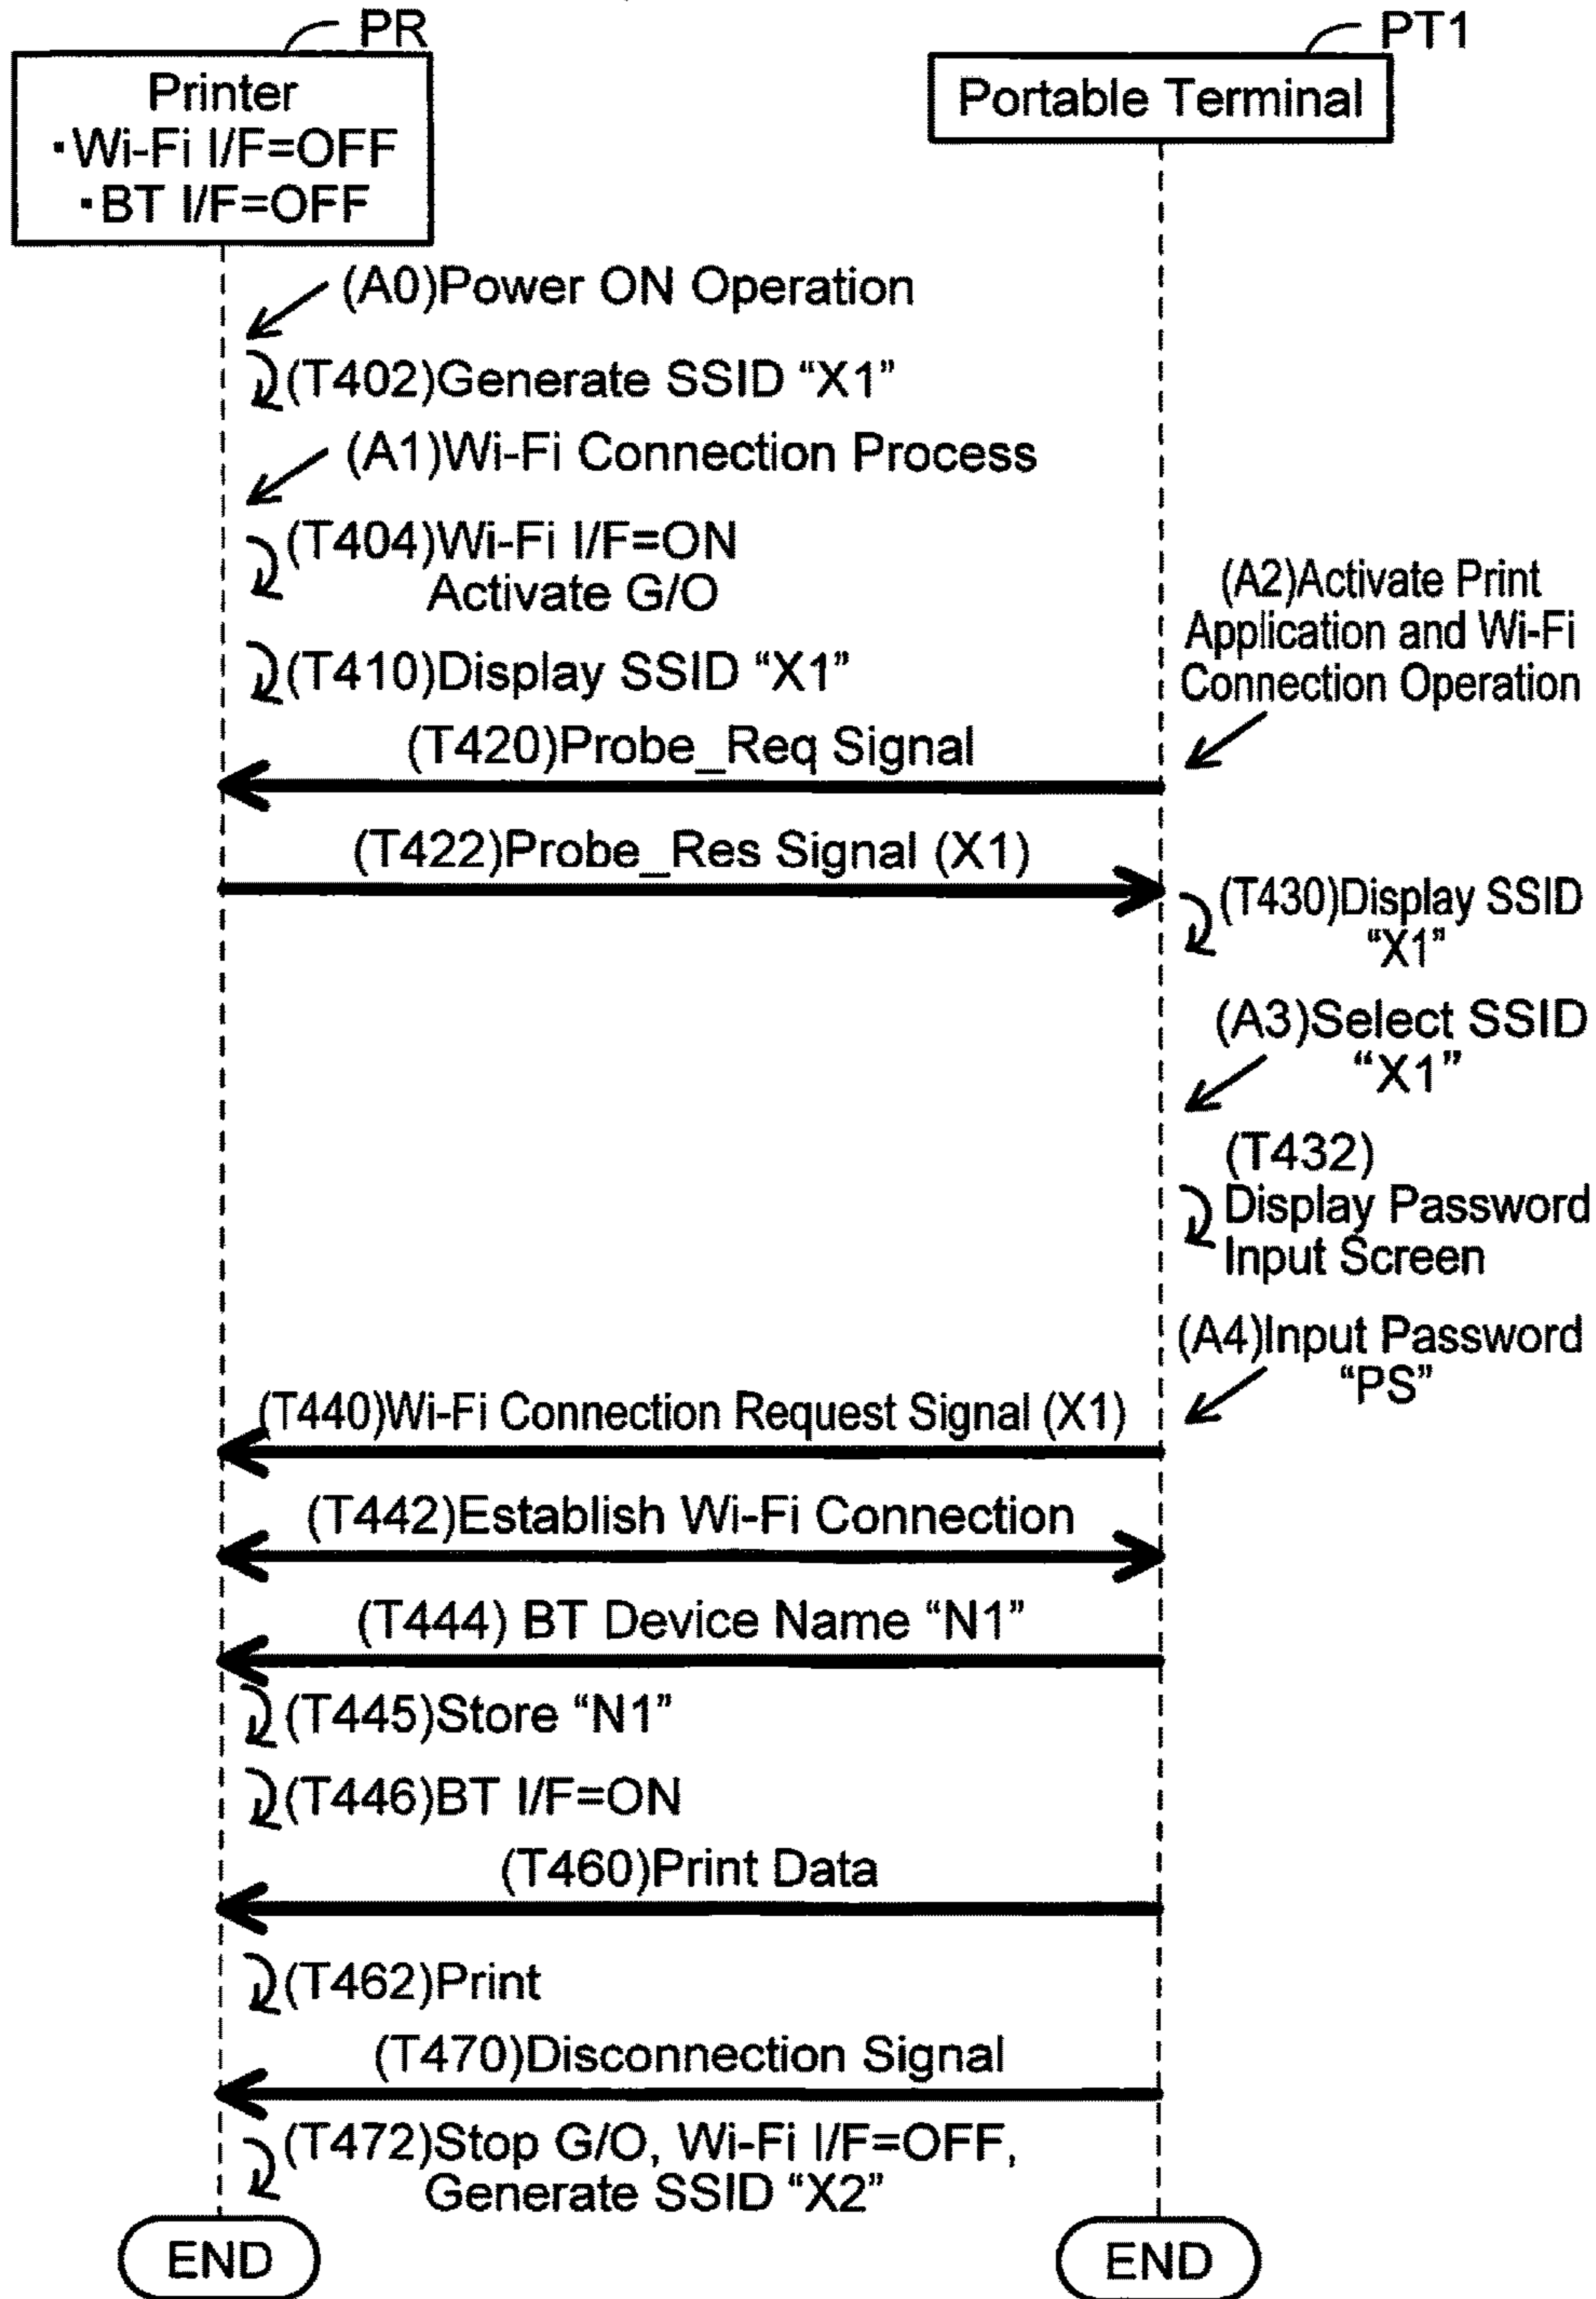 PR
PT1
Printer
▪Wi-Fi I/F=OFF
▪BT I/F=OFF
Portable Terminal
(A0)Power ON Operation
(T402)Generate SSID “X1”
(A1)Wi-Fi Connection Process
(T404)Wi-Fi I/F=ON
Activate G/O
(A2)Activate Print
Application and Wi-Fi
Connection Operation
(T410)Display SSID “X1”
(T420)Probe_Req Signal
(T422)Probe_Res Signal (X1)
(T430)Display SSID
“X1”
(A3)Select SSID
“X1”
(T432)
Display Password
Input Screen
(A4)Input Password
“PS”
(T440)Wi-Fi Connection Request Signal (X1)
(T442)Establish Wi-Fi Connection
(T444) BT Device Name “N1”
(T445)Store “N1”
(T446)BT I/F=ON
(T460)Print Data
(T462)Print
(T470)Disconnection Signal
(T472)Stop G/O, Wi-Fi I/F=OFF,
Generate SSID “X2”
END
END